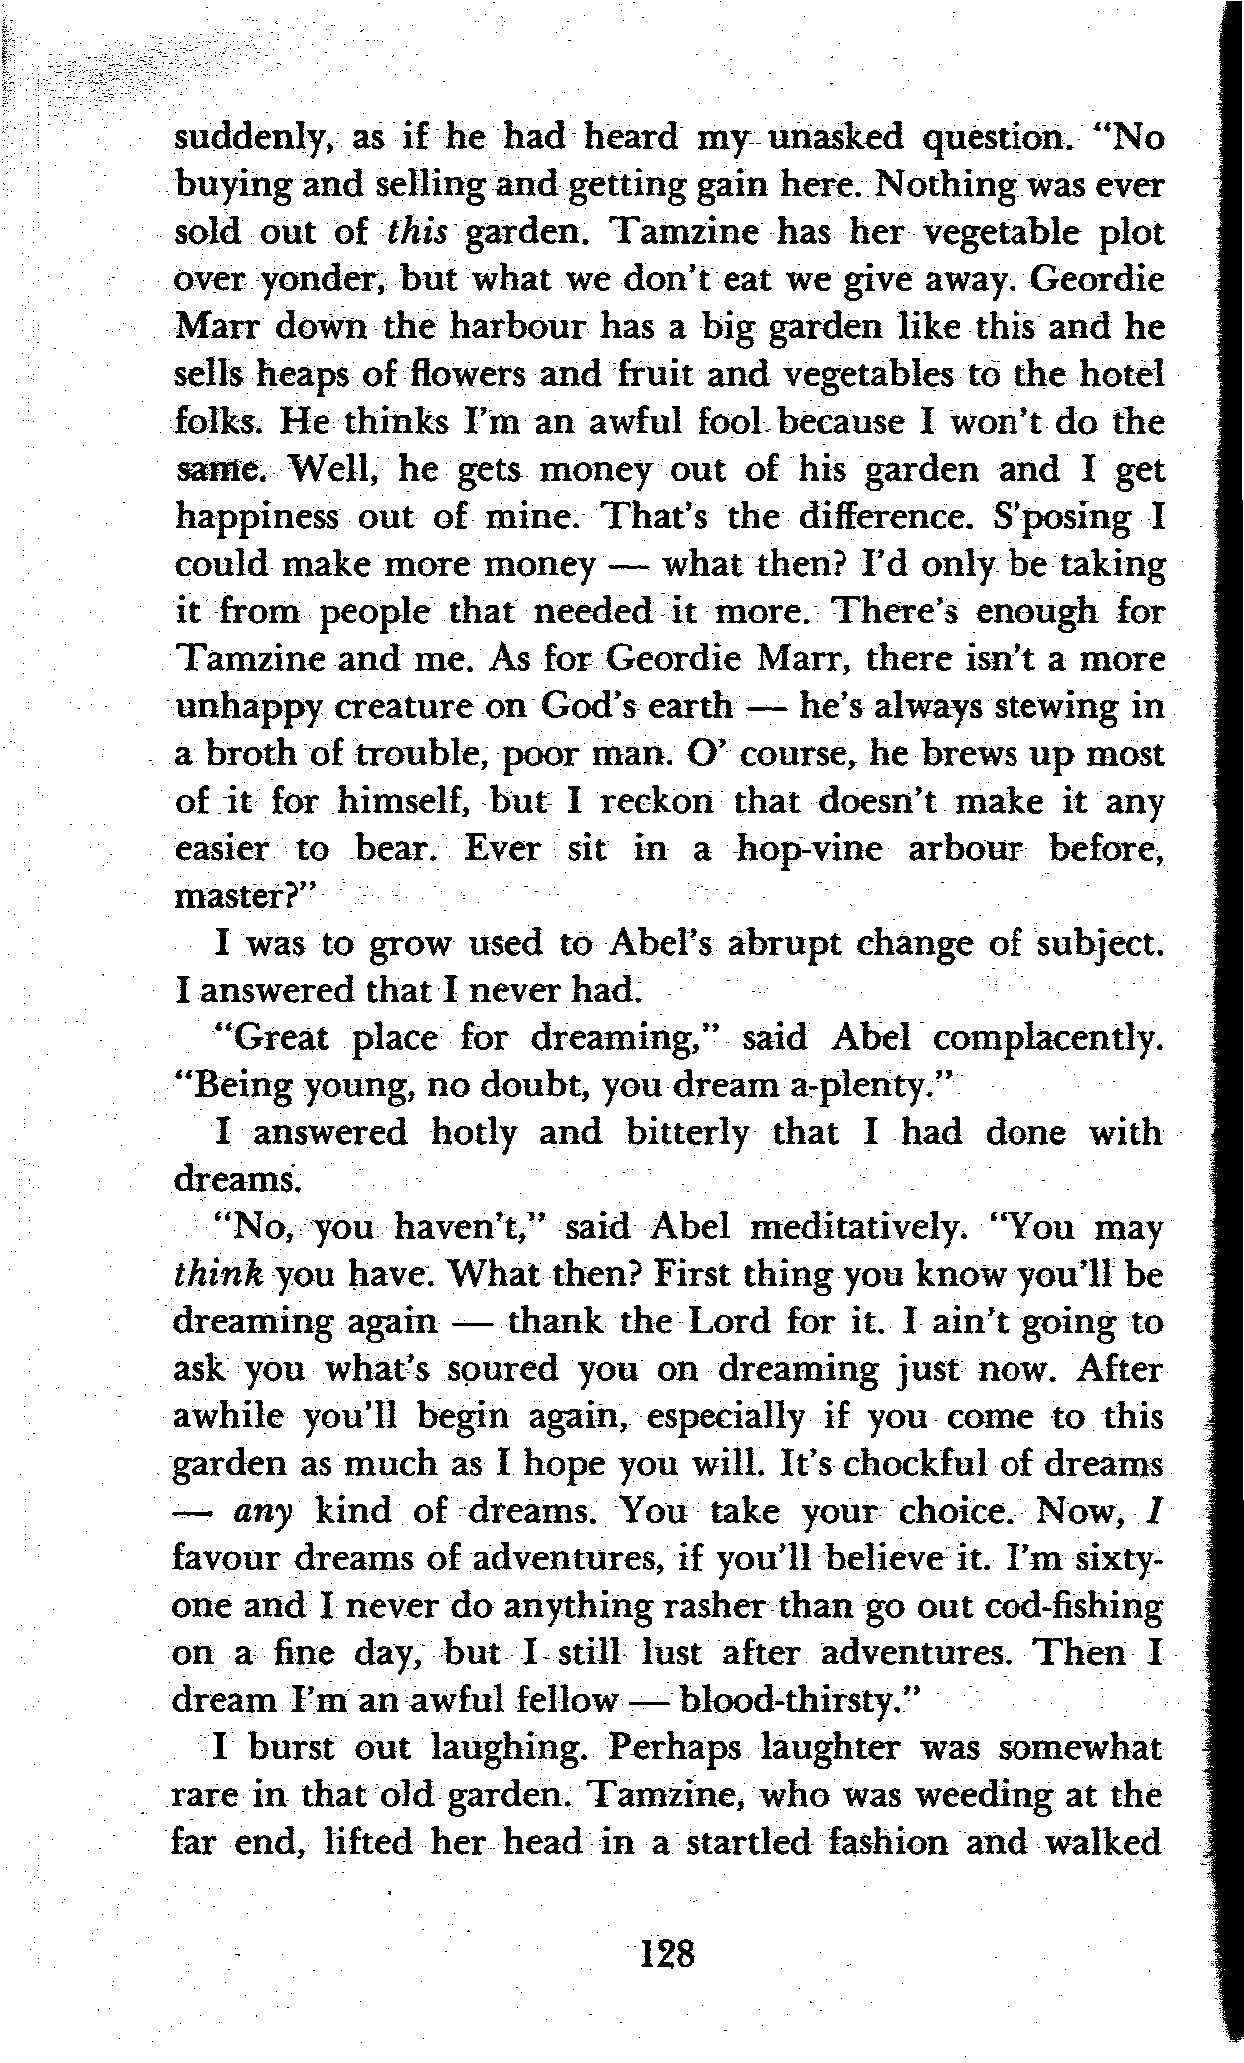 suddenly, as if he had heard my unasked question. “No
buying and selling and getting gain here. Nothing was ever
sold out of this garden. Tamzine has her vegetable plot
over yonder, but what we don't eat we give away. Geordie
Marr down the harbour has a big garden like this and he
sells heaps of flowers and fruit and vegetables to the hotel
folks. He thinks I'm an awful fool because I won't do the
same. Well, he gets money out of his garden and I get
happiness out of mine. That's the difference. S'posing I
could make more money — what then? I'd only be taking
it from people that needed it more. There's enough for
Tamzine and me. As for Geordie Marr, there isn't a more
unhappy creature on God's earth — he's always stewing in
a broth of trouble, poor man. O' course, he brews up most
of it for himself, but I reckon that doesn't make it any
easier to bear. Ever sit in a hop-vine arbour before,
master?”
I was to grow used to Abel's abrupt change of subject.
I answered that I never had.
“Great place for dreaming,” said Abel complacently.
“Being young, no doubt, you dream a-plenty.”
I answered hotly and bitterly that I had done with
dreams.
“No, you haven't,” said Abel meditatively. “You may
think you have. What then? First thing you know you'll be
dreaming again — thank the Lord for it. I ain't going to
ask you what's soured you on dreaming just now. After
awhile you'll begin again, especially if you come to this
garden as much as I hope you will. It's chockful of dreams
— any kind of dreams. You take your choice. Now, I
favour dreams of adventures, if you'll believe it. I'm sixty-
one and I never do anything rasher than go out cod-fishing
on a fine day, but I still lust after adventures. Then I
dream I'm an awful fellow — blood-thirsty.”
I burst out laughing. Perhaps laughter was somewhat
rare in that old garden. Tamzine, who was weeding at the
far end, lifted her head in a startled fashion and walked
128